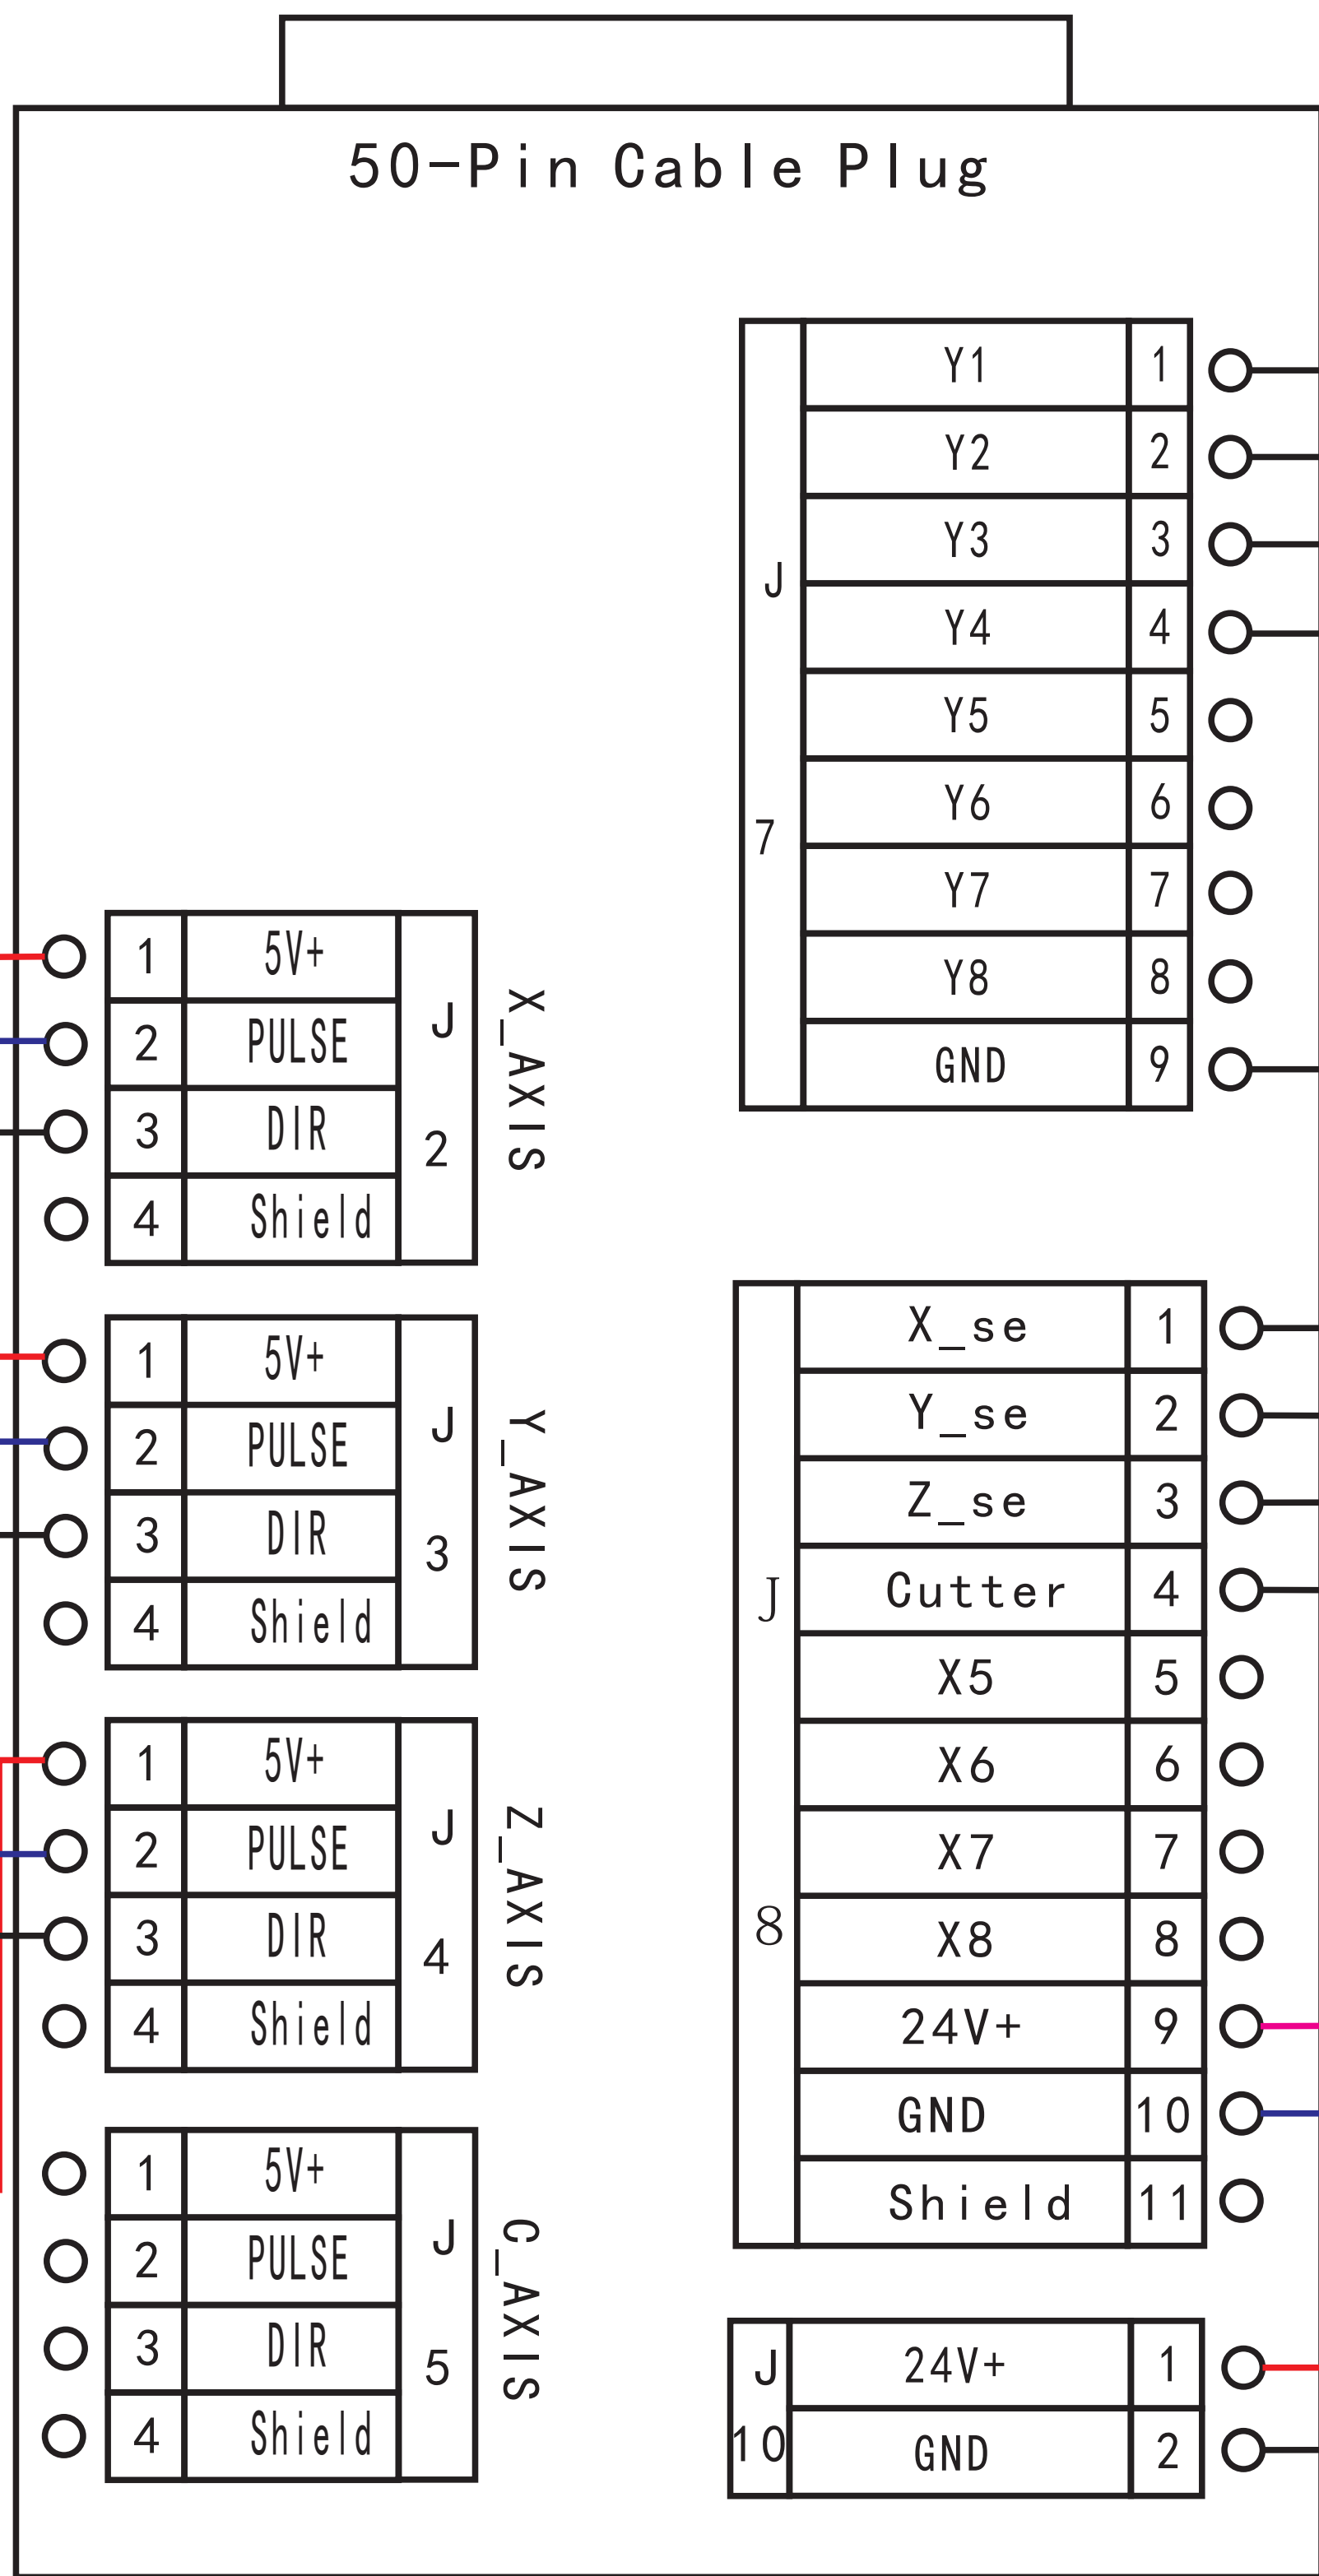 50-Pin Cable Plug
J 7
Y1 1
Y2 2
Y3 3
Y4 4
Y5 5
Y6 6
Y7 7
Y8 8
GND 9
1 5V+
2 PULSE
3 DIR
4 Shield
J 2
X_AXIS
1 5V+
2 PULSE
3 DIR
4 Shield
J 3
Y_AXIS
1 5V+
2 PULSE
3 DIR
4 Shield
J 4
Z_AXIS
1 5V+
2 PULSE
3 DIR
4 Shield
J 5
C_AXIS
J 8
X_se 1
Y_se 2
Z_se 3
Cutter 4
X5 5
X6 6
X7 7
X8 8
24V+ 9
GND 10
Shield 11
J 10
24V+ 1
GND 2